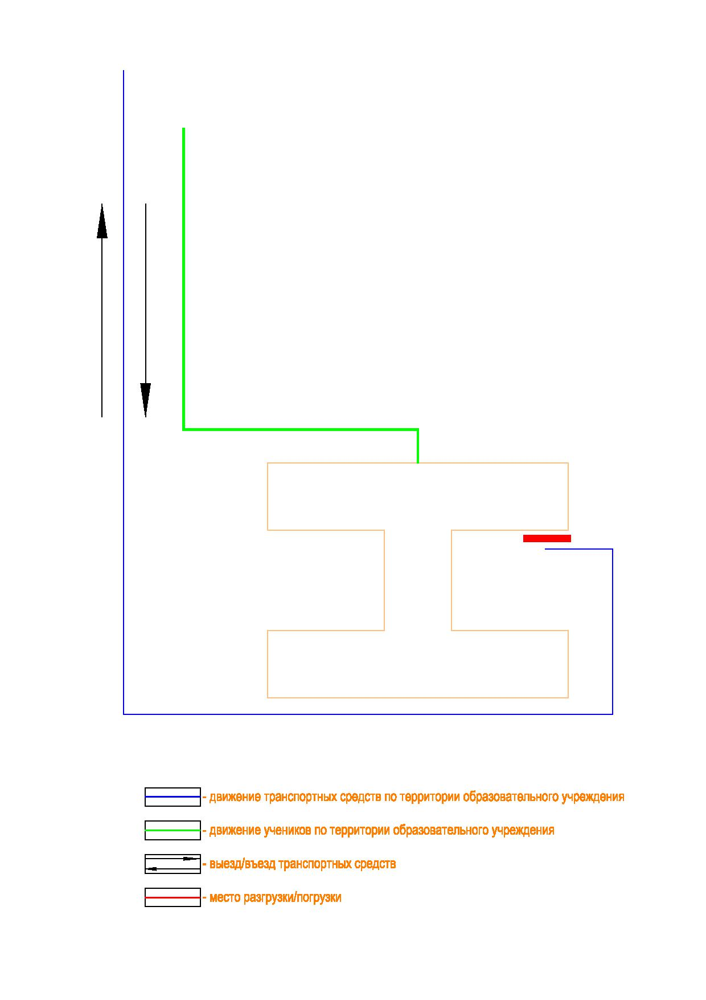 - движение транспортных средств по территории образовательного учреждения
- движение учеников по территории образовательного учреждения
- выезд/въезд транспортных средств
- место разгрузки/погрузки